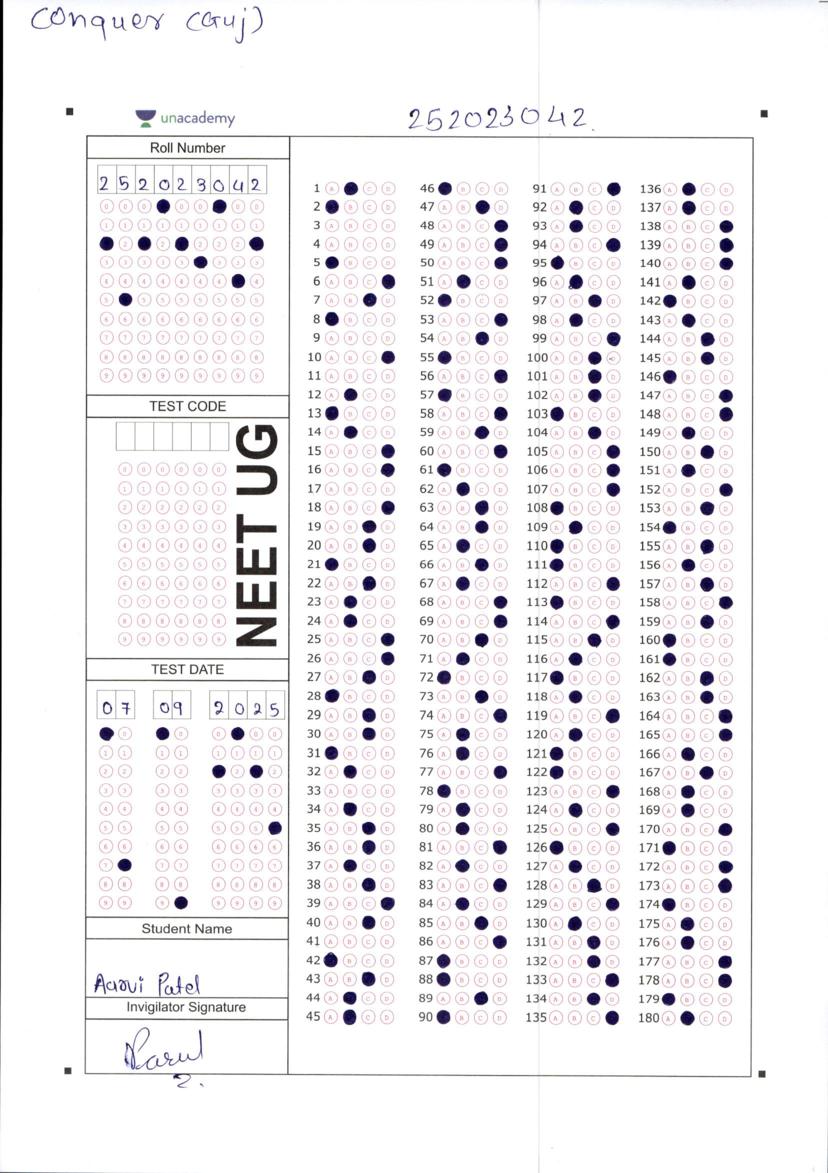 Conquer (Guj)
unacademy
252023042
Roll Number
2 5 2 0 2 3 0 4 2
TEST CODE
NEET UG
TEST DATE
07 09 2025
Student Name
Aarvi Patel
Invigilator Signature
1 A C D
2 B C D
3 A B C D
4 A B C D
5 B C D
6 A B C
7 A B D
8 B C D
9 A B C D
10 A B C
11 A B C D
12 A C D
13 B C D
14 A C D
15 A B C
16 A B C
17 A B C D
18 A B C
19 A B D
20 A B D
21 B C D
22 A B D
23 A C D
24 A C D
25 A B C
26 A B C
27 A B D
28 B C D
29 A B D
30 A B D
31 B C D
32 A C D
33 A B C D
34 A C D
35 A B D
36 A B D
37 A C D
38 A B D
39 A B C
40 A B D
41 A B C D
42 B C D
43 A B D
44 A C D
45 A C D
46 B C D
47 A B D
48 A B C
49 A B C
50 A B C
51 A C D
52 B C D
53 A B C
54 A B D
55 B C D
56 A B C
57 B C D
58 A B C
59 A B D
60 A B C
61 B C D
62 A C D
63 A B D
64 A B D
65 A C D
66 A B D
67 A C D
68 A B C
69 A B C
70 A B D
71 A C D
72 B C D
73 A B D
74 A B C
75 A C D
76 A C D
77 A B C
78 B C D
79 A C D
80 A C D
81 A B C
82 A C D
83 A B C
84 A C D
85 A B D
86 A B C
87 B C D
88 B C D
89 A B D
90 B C D
91 A B C
92 A C D
93 A C D
94 A B C
95 B C D
96 A C D
97 A B D
98 A C D
99 A B C
100 A B
101 A B D
102 A B D
103 B C D
104 A B D
105 A B C
106 A B C
107 A B C
108 B C D
109 A C D
110 B C D
111 B C D
112 A B C
113 B C D
114 A B C
115 A B D
116 A C D
117 B C D
118 A C D
119 A B C
120 A C D
121 B C D
122 B C D
123 A B C
124 A C D
125 A B C
126 B C D
127 A C D
128 A B D
129 A B C
130 A C D
131 A B D
132 A B D
133 A B C
134 A B D
135 A B C
136 A C D
137 A C D
138 A B C
139 A B C
140 A B C
141 A C D
142 B C D
143 A C D
144 A B D
145 A B D
146 B C D
147 A B C
148 A B C
149 A C D
150 A B D
151 A C D
152 A B C
153 A B D
154 B C D
155 A B D
156 A C D
157 A B D
158 A B C
159 A B D
160 B C D
161 B C D
162 A B D
163 A B D
164 A B C
165 A B C
166 A C D
167 A B D
168 A C D
169 A C D
170 A B C
171 B C D
172 A B C
173 A B C
174 B C D
175 A C D
176 A C D
177 A B C
178 A B C
179 B C D
180 A C D